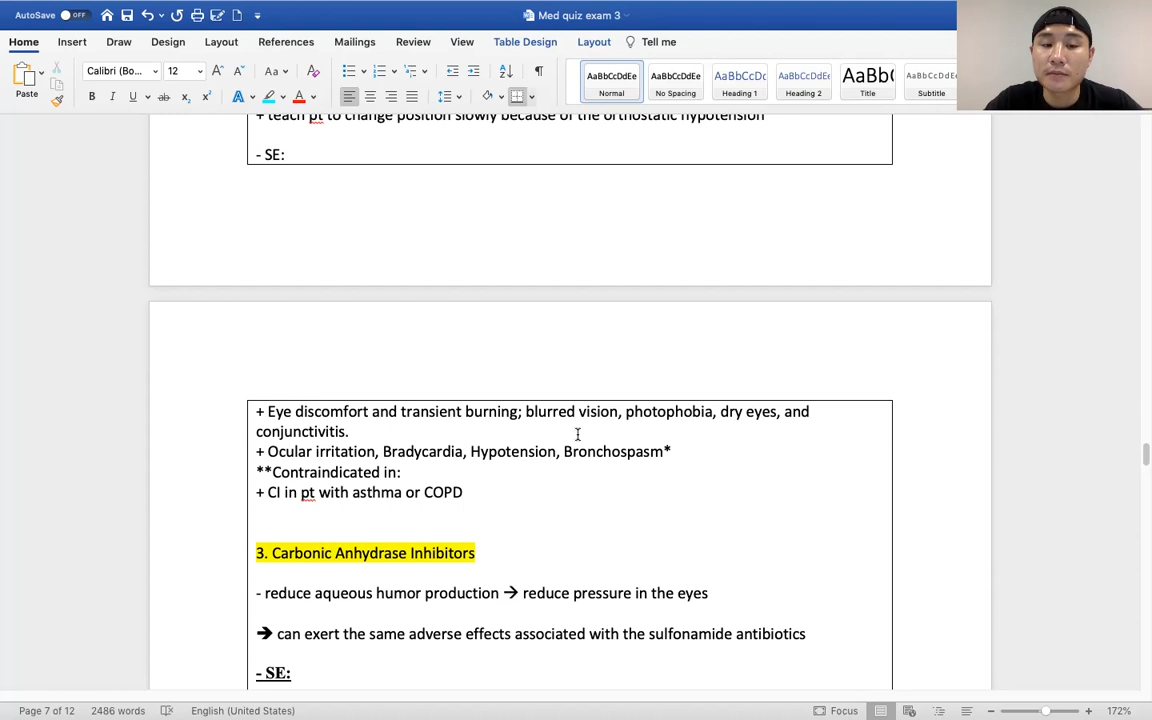 AutoSave OFF Med quiz exam 3
Home Insert Draw Design Layout References Mailings Review View Table Design Layout Tell me
Paste Calibri (Bo... 12 A A Aa A AaBbCcDdEe AaBbCcDdEe AaBbCcDc AaBbCcDdEe AaBb( AaBbCcDdEe
B I U ab x₂ x² A A Normal No Spacing Heading 1 Heading 2 Title Subtitle
+ teach pt to change position slowly because of the orthostatic hypotension
- SE:
+ Eye discomfort and transient burning; blurred vision, photophobia, dry eyes, and
conjunctivitis.
+ Ocular irritation, Bradycardia, Hypotension, Bronchospasm*
**Contraindicated in:
+ CI in pt with asthma or COPD
3. Carbonic Anhydrase Inhibitors
- reduce aqueous humor production → reduce pressure in the eyes
➔ can exert the same adverse effects associated with the sulfonamide antibiotics
- SE:
Page 7 of 12 2486 words English (United States) Focus 172%